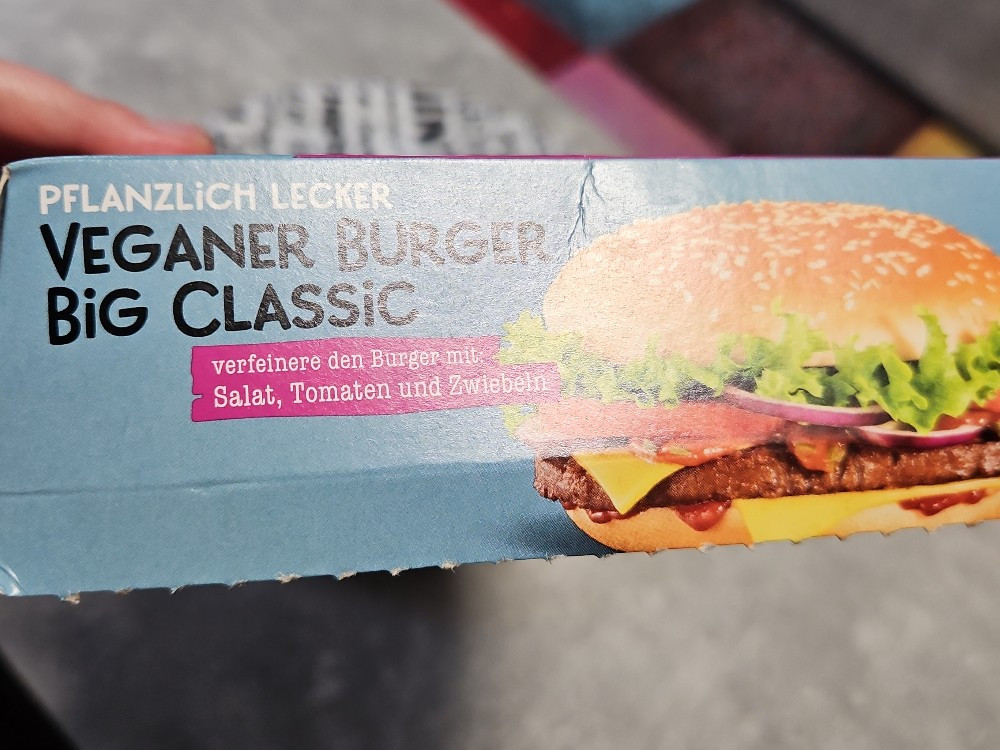 PFLANZLiCH LECKER
VEGANER BURGER
BiG CLASSiC
verfeinere den Burger mit:
Salat, Tomaten und Zwiebeln